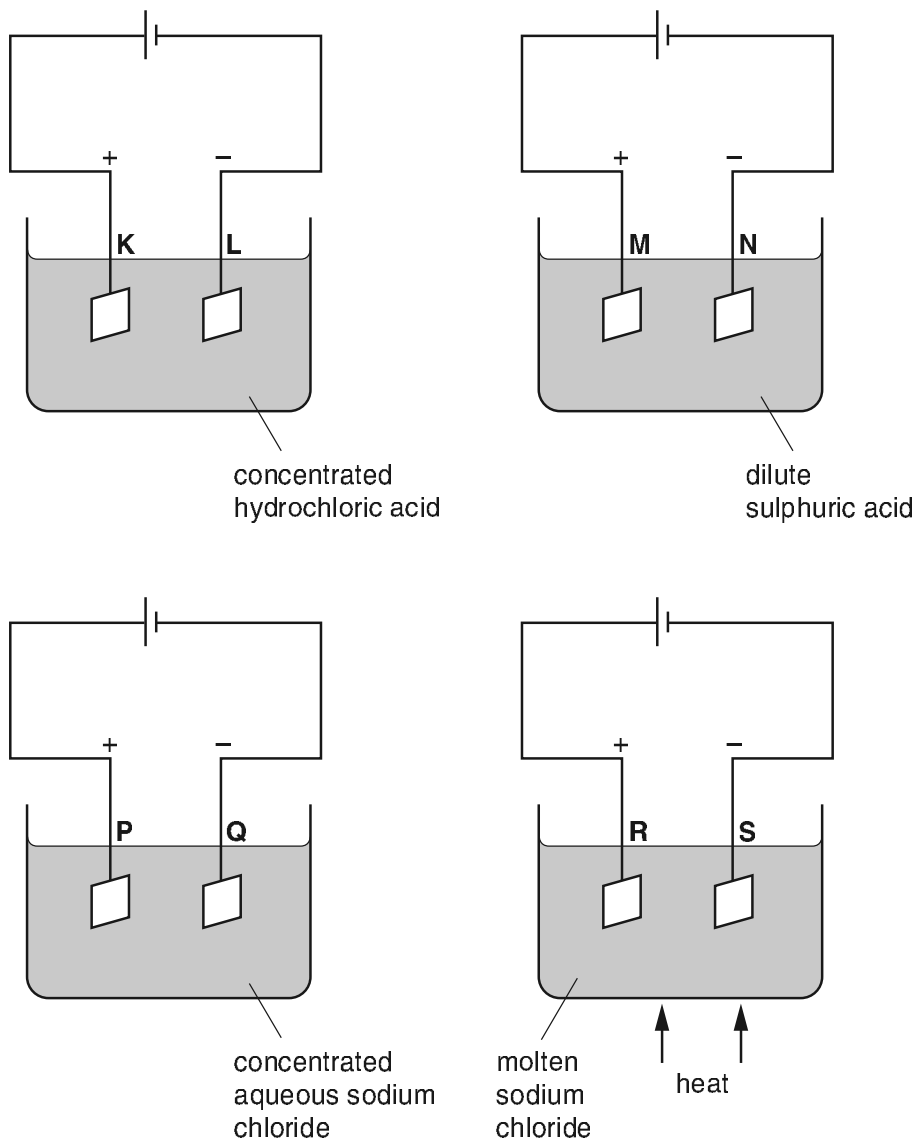 + −
K L
concentrated
hydrochloric acid
+ −
M N
dilute
sulphuric acid
+ −
P Q
concentrated
aqueous sodium
chloride
+ −
R S
molten
sodium
chloride
heat